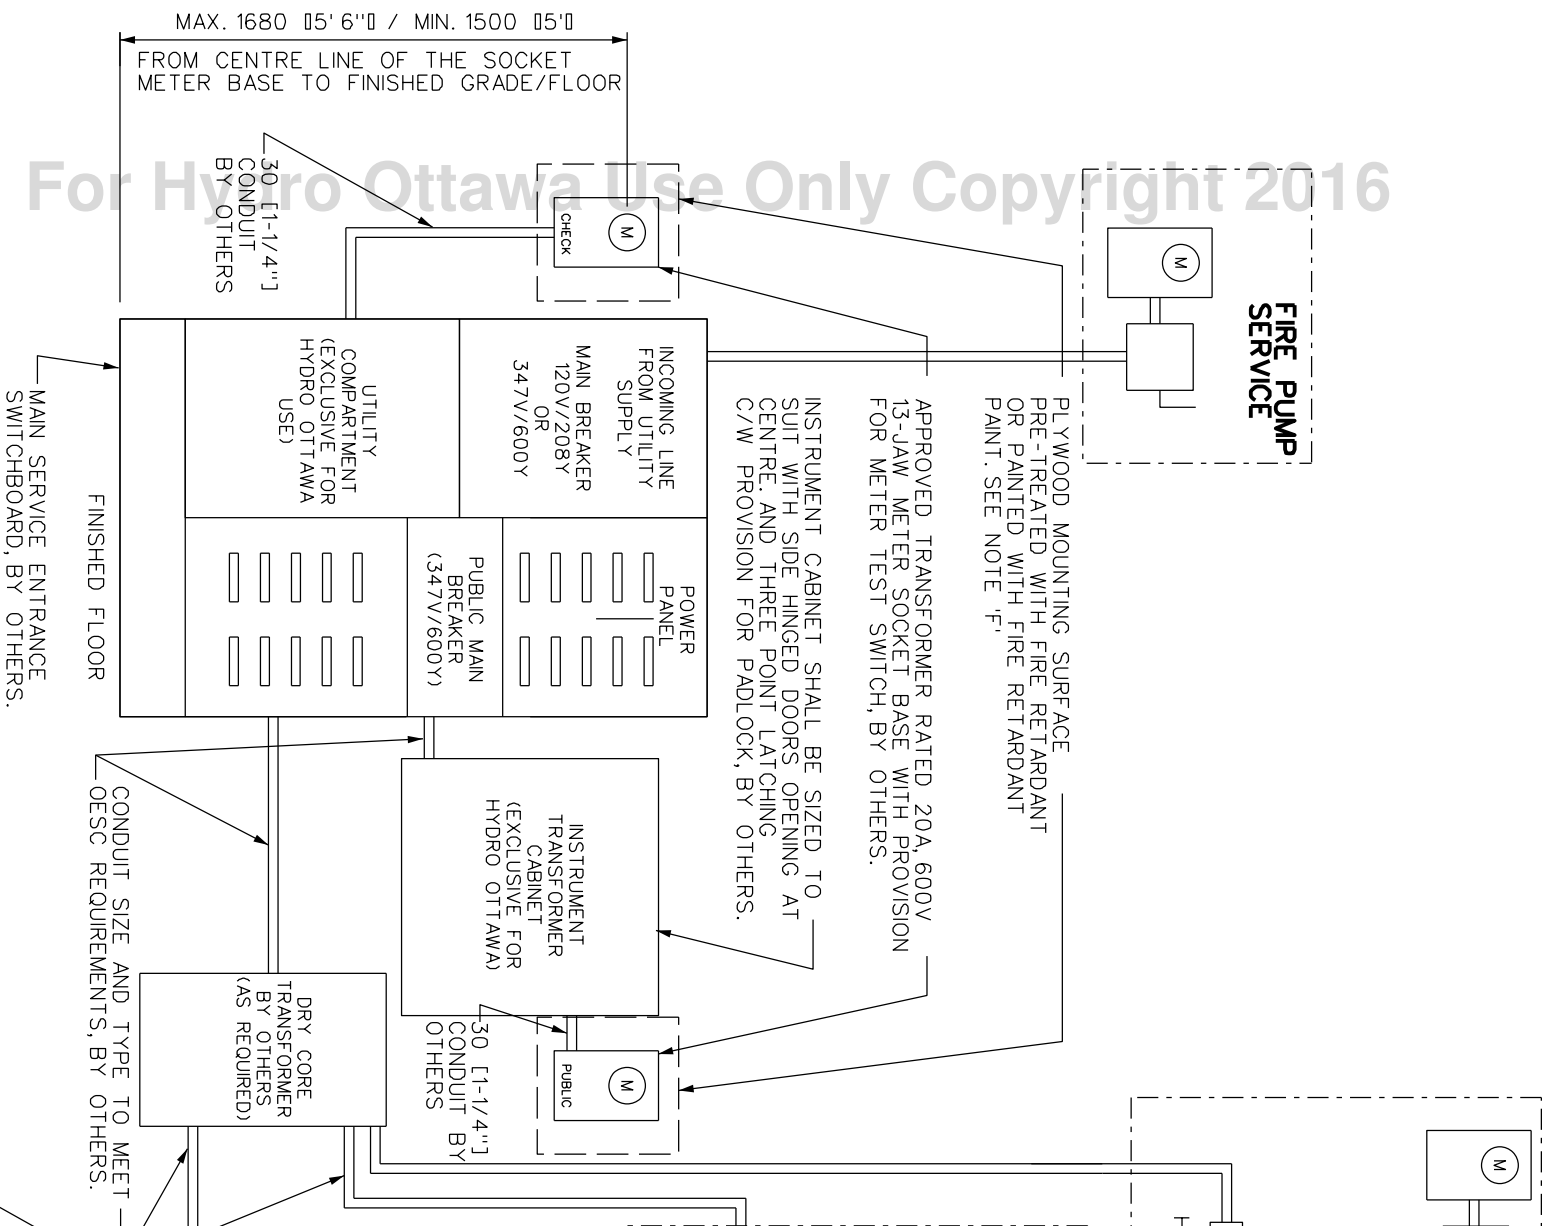 MAX. 1680 [5' 6"] / MIN. 1500 [5']
FROM CENTRE LINE OF THE SOCKET
METER BASE TO FINISHED GRADE/FLOOR
For Hydro Ottawa Use Only Copyright 2016
FIRE PUMP
SERVICE
M
M
CHECK
30 [1-1/4"]
CONDUIT
BY OTHERS
PLYWOOD MOUNTING SURFACE
PRE-TREATED WITH FIRE RETARDANT
OR PAINTED WITH FIRE RETARDANT
PAINT. SEE NOTE 'F'
APPROVED TRANSFORMER RATED 20A, 600V
13-JAW METER SOCKET BASE WITH PROVISION
FOR METER TEST SWITCH, BY OTHERS.
INSTRUMENT CABINET SHALL BE SIZED TO
SUIT WITH SIDE HINGED DOORS OPENING AT
CENTRE. AND THREE POINT LATCHING
C/W PROVISION FOR PADLOCK, BY OTHERS.
INCOMING LINE
FROM UTILITY
SUPPLY
MAIN BREAKER
120V/208Y
OR
347V/600Y
UTILITY
COMPARTMENT
(EXCLUSIVE FOR
HYDRO OTTAWA
USE)
POWER
PANEL
PUBLIC MAIN
BREAKER
(347V/600Y)
FINISHED FLOOR
MAIN SERVICE ENTRANCE
SWITCHBOARD, BY OTHERS.
INSTRUMENT
TRANSFORMER
CABINET
(EXCLUSIVE FOR
HYDRO OTTAWA)
CONDUIT SIZE AND TYPE TO MEET
OESC REQUIREMENTS, BY OTHERS.
DRY CORE
TRANSFORMER
BY OTHERS
(AS REQUIRED)
30 [1-1/4"]
CONDUIT BY
OTHERS
M
PUBLIC
M